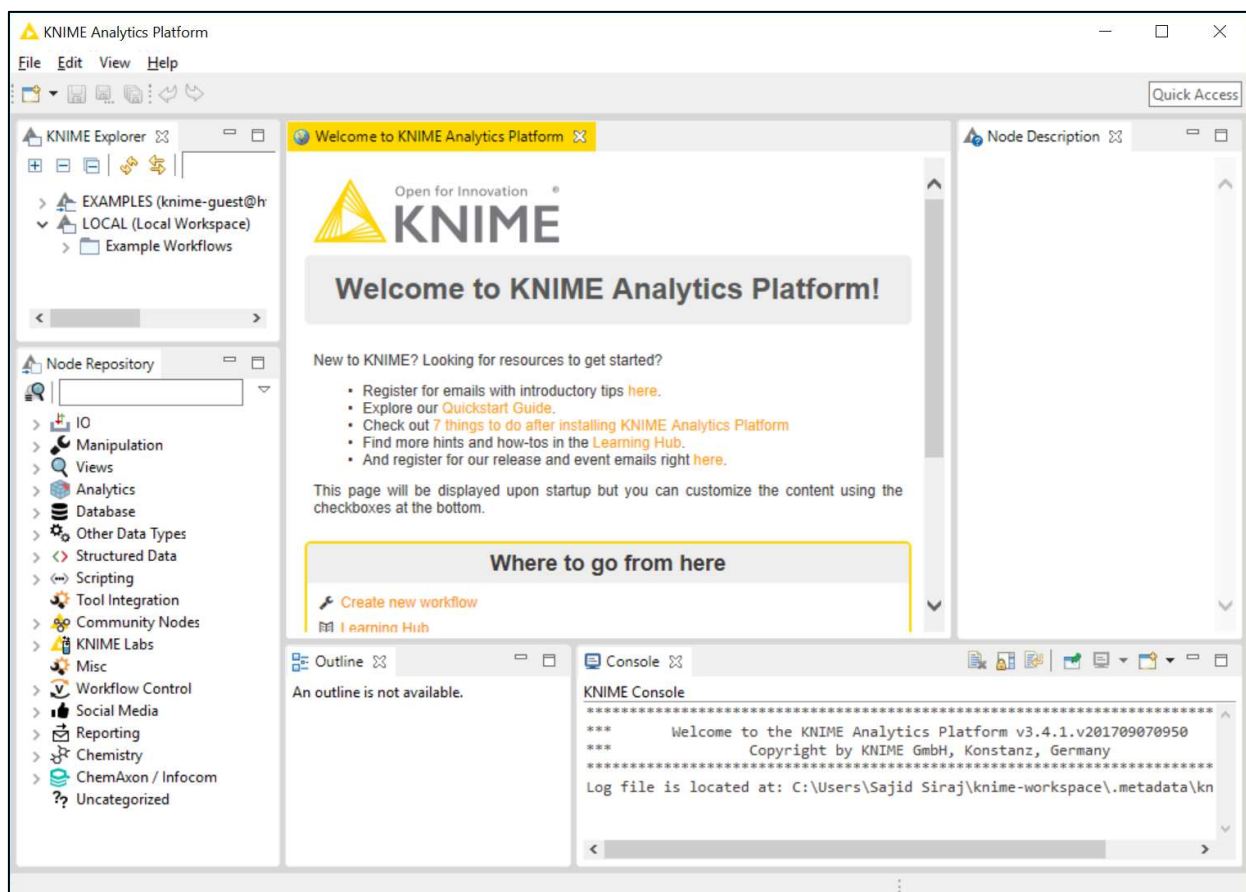 KNIME Analytics Platform
File Edit View Help
Quick Access
KNIME Explorer
EXAMPLES (knime-guest@h
LOCAL (Local Workspace)
Example Workflows
Node Repository
IO
Manipulation
Views
Analytics
Database
Other Data Types
Structured Data
Scripting
Tool Integration
Community Nodes
KNIME Labs
Misc
Workflow Control
Social Media
Reporting
Chemistry
ChemAxon / Infocom
?? Uncategorized
Welcome to KNIME Analytics Platform
Open for Innovation ®
KNIME
Welcome to KNIME Analytics Platform!
New to KNIME? Looking for resources to get started?
• Register for emails with introductory tips here.
• Explore our Quickstart Guide.
• Check out 7 things to do after installing KNIME Analytics Platform
• Find more hints and how-tos in the Learning Hub.
• And register for our release and event emails right here.
This page will be displayed upon startup but you can customize the content using the
checkboxes at the bottom.
Where to go from here
Create new workflow
Learning Hub
Node Description
Outline
An outline is not available.
Console
KNIME Console
*************************************************************************
*** Welcome to the KNIME Analytics Platform v3.4.1.v201709070950
*** Copyright by KNIME GmbH, Konstanz, Germany
*************************************************************************
Log file is located at: C:\Users\Sajid Siraj\knime-workspace\.metadata\kn